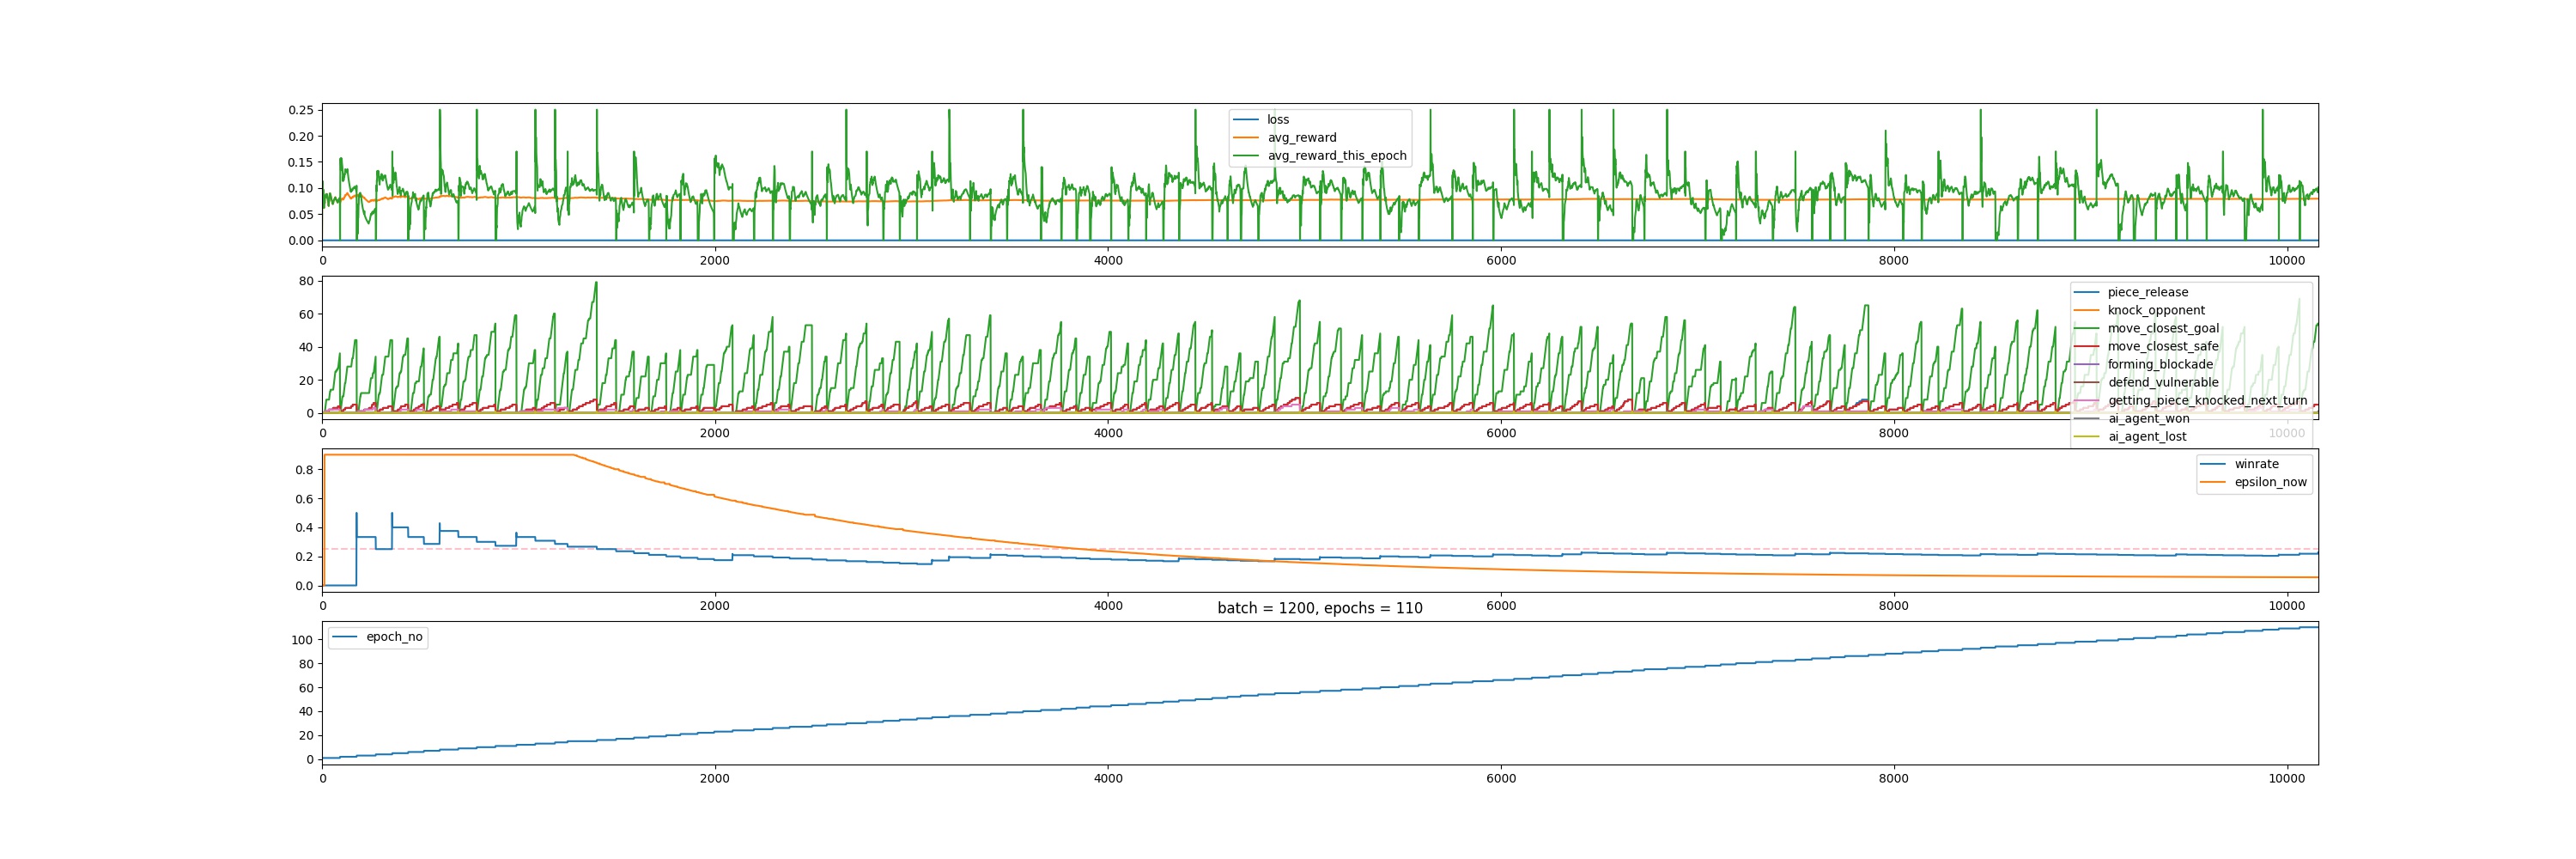 0.25
0.20
0.15
0.10
0.05
0.00
loss
avg_reward
avg_reward_this_epoch
0 2000 4000 6000 8000 10000
80
60
40
20
0
piece_release
knock_opponent
move_closest_goal
move_closest_safe
forming_blockade
defend_vulnerable
getting_piece_knocked_next_turn
ai_agent_won
ai_agent_lost
0 2000 4000 6000 8000 10000
0.8
0.6
0.4
0.2
0.0
winrate
epsilon_now
0 2000 4000 6000 8000 10000
batch = 1200, epochs = 110
100
80
60
40
20
0
epoch_no
0 2000 4000 6000 8000 10000